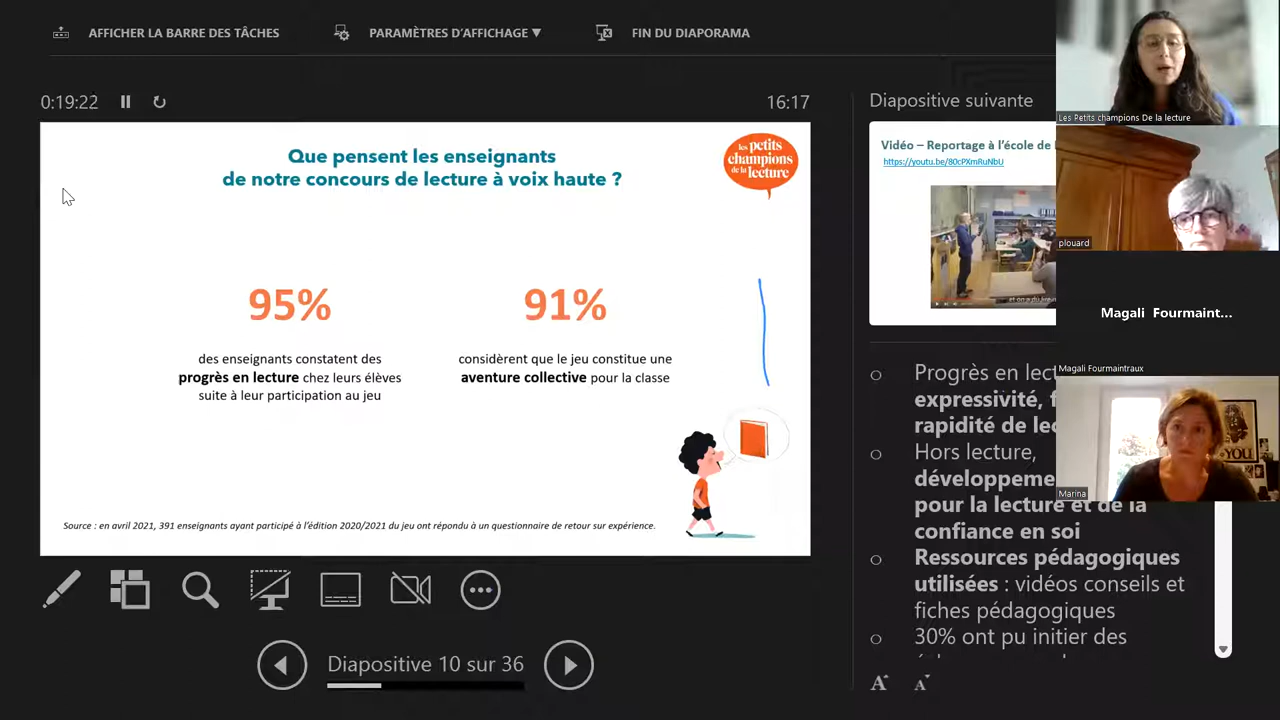 AFFICHER LA BARRE DES TÂCHES
PARAMÈTRES D'AFFICHAGE ▼
FIN DU DIAPORAMA
0:19:22
16:17
Que pensent les enseignants
de notre concours de lecture à voix haute ?
les petits
champions
de la lecture
95%
des enseignants constatent des
progrès en lecture chez leurs élèves
suite à leur participation au jeu
91%
considèrent que le jeu constitue une
aventure collective pour la classe
Source : en avril 2021, 391 enseignants ayant participé à l'édition 2020/2021 du jeu ont répondu à un questionnaire de retour sur expérience.
Diapositive 10 sur 36
Diapositive suivante
Vidéo – Reportage à l'école de
https://youtu.be/80cPXmRuNbU
Progrès en lect
expressivité, f
rapidité de le
Hors lecture,
développeme
pour la lecture et de la
confiance en soi
Ressources pédagogiques
utilisées : vidéos conseils et
fiches pédagogiques
30% ont pu initier des
A A
Les Petits champions De la lecture
plouard
Magali Fourmaint...
Magali Fourmaintraux
Marina
YOU